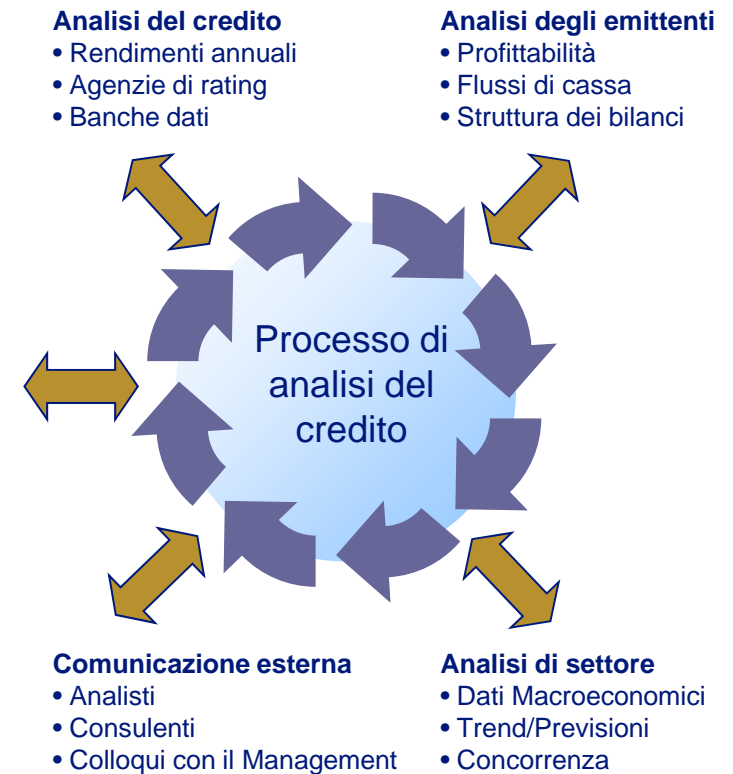 Analisi del credito
• Rendimenti annuali
• Agenzie di rating
• Banche dati
Analisi degli emittenti
• Profittabilità
• Flussi di cassa
• Struttura dei bilanci
Processo di
analisi del
credito
Comunicazione esterna
• Analisti
• Consulenti
• Colloqui con il Management
Analisi di settore
• Dati Macroeconomici
• Trend/Previsioni
• Concorrenza